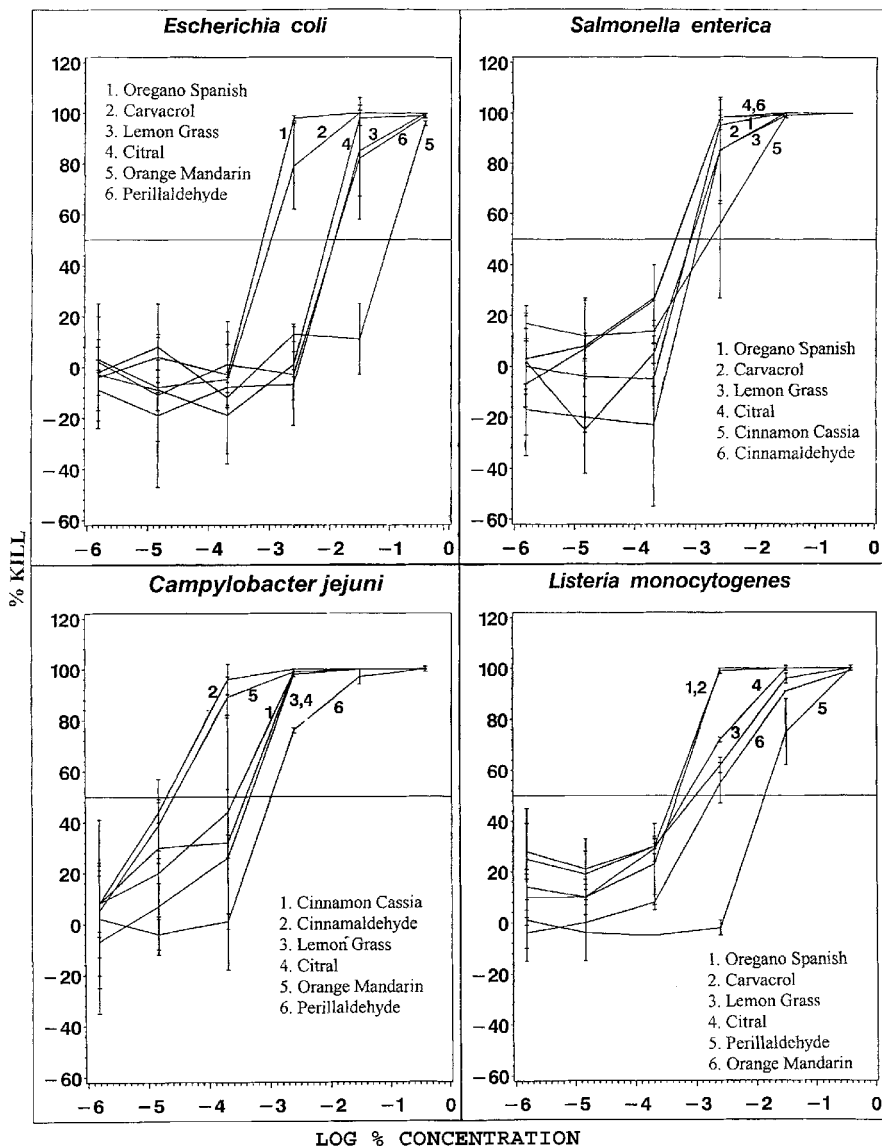 Escherichia coli
120
100
80
60
40
20
0
−20
−40
−60
1. Oregano Spanish
2. Carvacrol
3. Lemon Grass
4. Citral
5. Orange Mandarin
6. Perillaldehyde
1
2
4
3
6
5
−6 −5 −4 −3 −2 −1 0
Salmonella enterica
120
100
80
60
40
20
0
−20
−40
−60
4,6
1
2
3
5
1. Oregano Spanish
2. Carvacrol
3. Lemon Grass
4. Citral
5. Cinnamon Cassia
6. Cinnamaldehyde
−6 −5 −4 −3 −2 −1 0
% KILL
Campylobacter jejuni
120
100
80
60
40
20
0
−20
−40
−60
2
5
1
3,4
6
1. Cinnamon Cassia
2. Cinnamaldehyde
3. Lemon Grass
4. Citral
5. Orange Mandarin
6. Perillaldehyde
−6 −5 −4 −3 −2 −1 0
Listeria monocytogenes
120
100
80
60
40
20
0
−20
−40
−60
1,2
4
3
6
5
1. Oregano Spanish
2. Carvacrol
3. Lemon Grass
4. Citral
5. Perillaldehyde
6. Orange Mandarin
−6 −5 −4 −3 −2 −1 0
LOG % CONCENTRATION